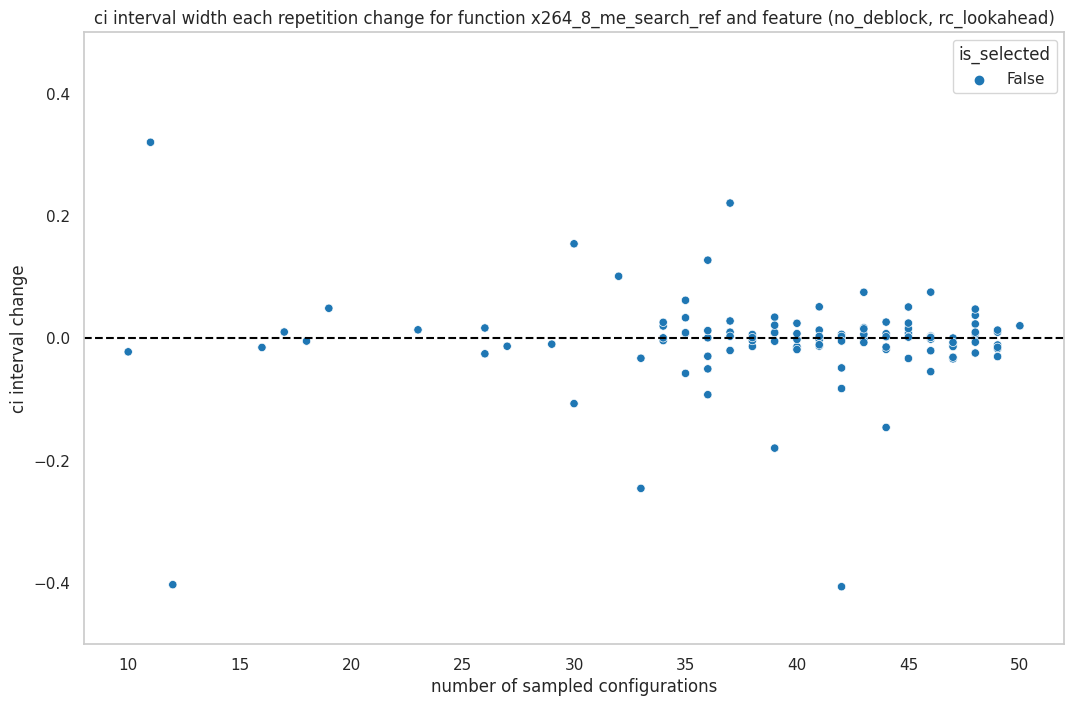 ci interval width each repetition change for function x264_8_me_search_ref and feature (no_deblock, rc_lookahead)
is_selected
False
ci interval change
0.4
0.2
0.0
−0.2
−0.4
10 15 20 25 30 35 40 45 50
number of sampled configurations